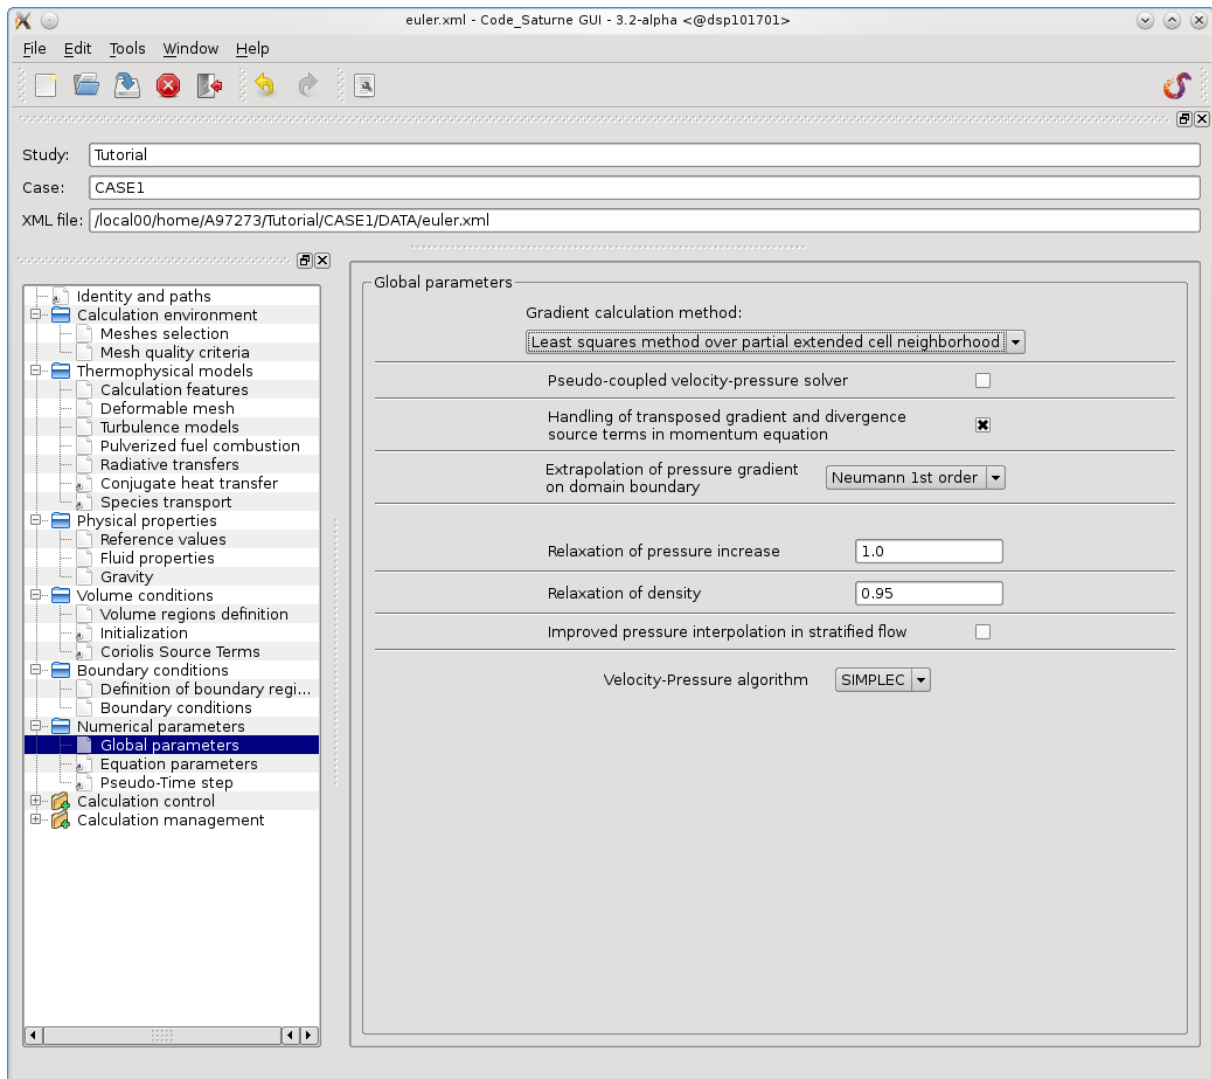 euler.xml - Code_Saturne GUI - 3.2-alpha <@dsp101701>
File Edit Tools Window Help
Study: Tutorial
Case: CASE1
XML file: /local00/home/A97273/Tutorial/CASE1/DATA/euler.xml
Identity and paths
Calculation environment
Meshes selection
Mesh quality criteria
Thermophysical models
Calculation features
Deformable mesh
Turbulence models
Pulverized fuel combustion
Radiative transfers
Conjugate heat transfer
Species transport
Physical properties
Reference values
Fluid properties
Gravity
Volume conditions
Volume regions definition
Initialization
Coriolis Source Terms
Boundary conditions
Definition of boundary regi...
Boundary conditions
Numerical parameters
Global parameters
Equation parameters
Pseudo-Time step
Calculation control
Calculation management
Global parameters
Gradient calculation method:
Least squares method over partial extended cell neighborhood
Pseudo-coupled velocity-pressure solver
Handling of transposed gradient and divergence
source terms in momentum equation
Extrapolation of pressure gradient
on domain boundary
Neumann 1st order
Relaxation of pressure increase 1.0
Relaxation of density 0.95
Improved pressure interpolation in stratified flow
Velocity-Pressure algorithm SIMPLEC